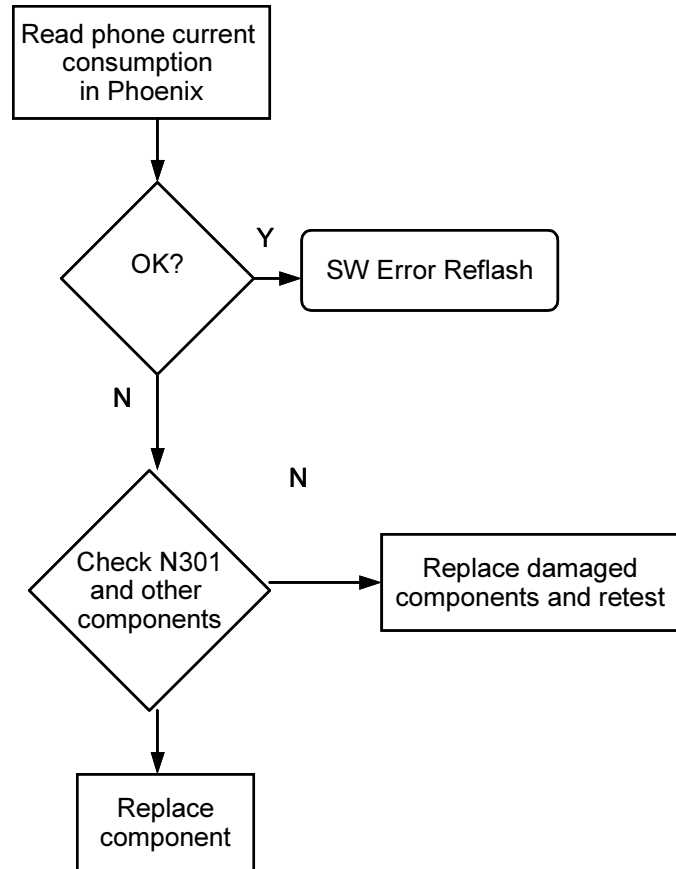 Read phone current
consumption
in Phoenix
OK?
Y
SW Error Reflash
N
N
Check N301
and other
components
Replace damaged
components and retest
Replace
component